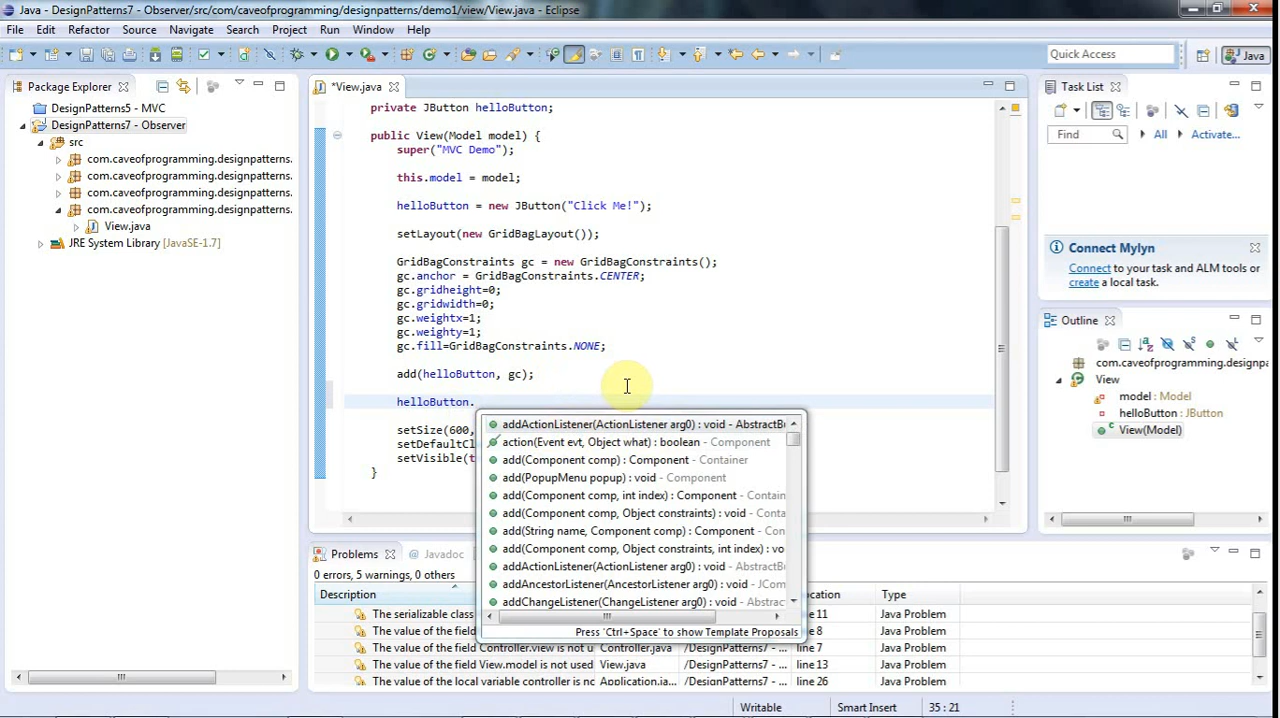 Java - DesignPatterns7 - Observer/src/com/caveofprogramming/designpatterns/demo1/view/View.java - Eclipse
File Edit Refactor Source Navigate Search Project Run Window Help
Quick Access
Java
Package Explorer
*View.java
Task List
DesignPatterns5 - MVC
DesignPatterns7 - Observer
src
com.caveofprogramming.designpatterns.
com.caveofprogramming.designpatterns.
com.caveofprogramming.designpatterns.
com.caveofprogramming.designpatterns.
View.java
JRE System Library [JavaSE-1.7]
private JButton helloButton;
public View(Model model) {
super("MVC Demo");
this.model = model;
helloButton = new JButton("Click Me!");
setLayout(new GridBagLayout());
GridBagConstraints gc = new GridBagConstraints();
gc.anchor = GridBagConstraints.CENTER;
gc.gridheight=0;
gc.gridwidth=0;
gc.weightx=1;
gc.weighty=1;
gc.fill=GridBagConstraints.NONE;
add(helloButton, gc);
helloButton.
setSize(600,
setDefaultCl
setVisible(t
}
addActionListener(ActionListener arg0) : void - AbstractBu
action(Event evt, Object what) : boolean - Component
add(Component comp) : Component - Container
add(PopupMenu popup) : void - Component
add(Component comp, int index) : Component - Contain
add(Component comp, Object constraints) : void - Conta
add(String name, Component comp) : Component - Con
add(Component comp, Object constraints, int index) : vo
addActionListener(ActionListener arg0) : void - AbstractBu
addAncestorListener(AncestorListener arg0) : void - JCom
addChangeListener(ChangeListener arg0) : void - Abstrac
Press 'Ctrl+Space' to show Template Proposals
Find
All
Activate...
Connect Mylyn
Connect to your task and ALM tools or
create a local task.
Outline
com.caveofprogramming.designp
View
model : Model
helloButton : JButton
View(Model)
Problems
Javadoc
0 errors, 5 warnings, 0 others
Description
ocation
Type
The serializable class
line 11
Java Problem
The value of the field
e 8
Java Problem
The value of the field Controller.view is not used
Controller.java
/DesignPatterns7 - ...
line 7
Java Problem
The value of the field View.model is not used
View.java
/DesignPatterns7 - ...
line 13
Java Problem
The value of the local variable controller is nc
Application.ja...
/DesignPatterns7 - ...
line 26
Java Problem
Writable
Smart Insert
35 : 21